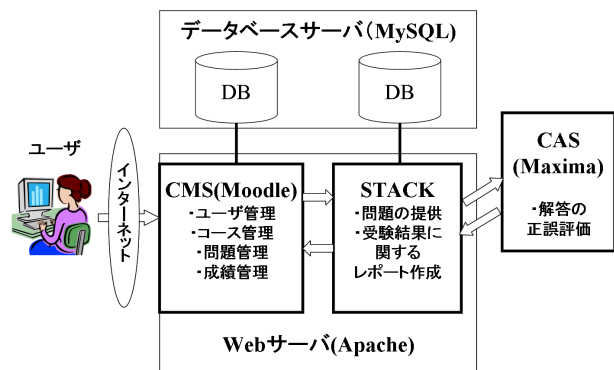 データベースサーバ(MySQL)
DB
DB
ユーザ
インターネット
CMS(Moodle)
・ユーザ管理
・コース管理
・問題管理
・成績管理
STACK
・問題の提供
・受験結果に
関する
レポート作成
CAS
(Maxima)
・解答の
正誤評価
Webサーバ(Apache)